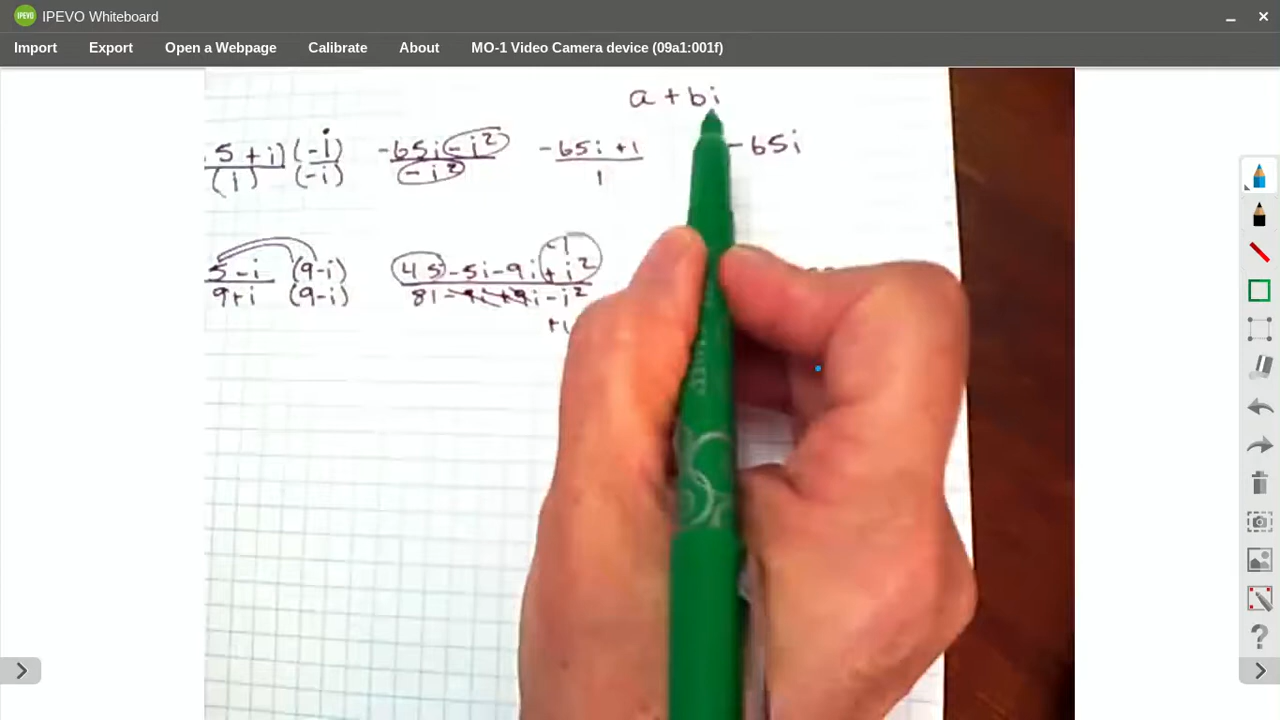 IPEVO Whiteboard
Import Export Open a Webpage Calibrate About MO-1 Video Camera device (09a1:001f)
a + bi
5 + i) (-i) -65i - i² -65i + 1 -65i
(i) (-i) -i² 1
-1
5 - i (9 - i) 45 - 5i - 9i + i²
9 + i (9 - i) 81 - 9i + 9i - i²